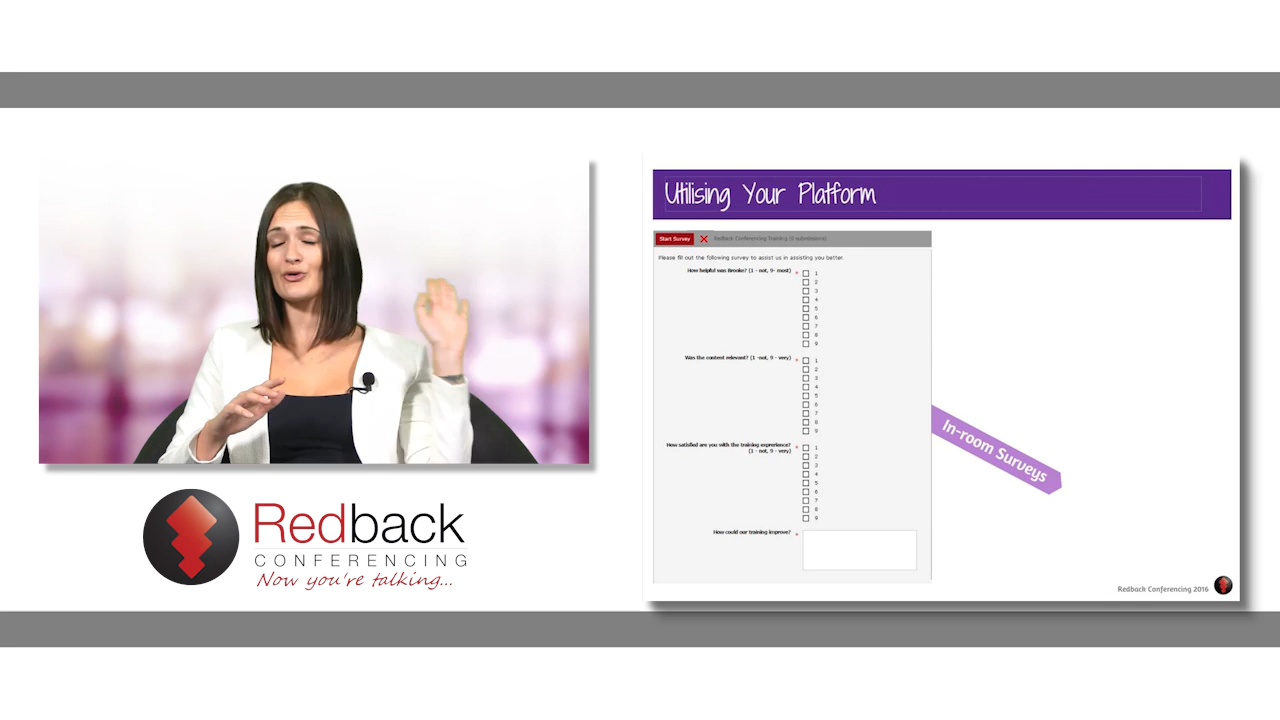 Utilising Your Platform
Start Survey
Redback Conferencing Training (6 submissions)
Please fill out the following survey to assist us in assisting you better.
How helpful was Brooke? (1 - not, 9- most) *
1
2
3
4
5
6
7
8
9
Was the content relevant? (1 -not, 9 - very) *
1
2
3
4
5
6
7
8
9
How satisfied are you with the training exprerience? *
(1 - not, 9 - very)
1
2
3
4
5
6
7
8
9
How could our training improve? *
In-room Surveys
Redback Conferencing 2016
Redback
CONFERENCING
Now you're talking...